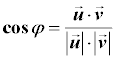 cos φ = (u⃗ · v⃗) / (|u⃗| · |v⃗|)